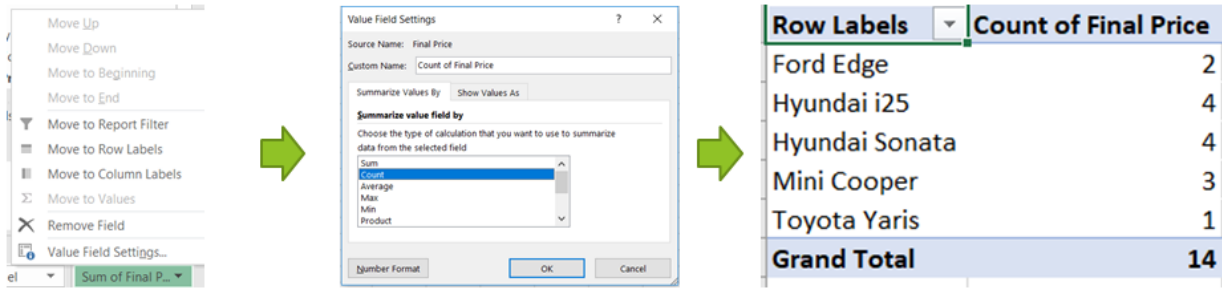 Move Up
Move Down
Move to Beginning
Move to End
Move to Report Filter
Move to Row Labels
Move to Column Labels
Move to Values
Remove Field
Value Field Settings...
el
Sum of Final P...
Value Field Settings ? ×
Source Name: Final Price
Custom Name: Count of Final Price
Summarize Values By Show Values As
Summarize value field by
Choose the type of calculation that you want to use to summarize
data from the selected field
Sum
Count
Average
Max
Min
Product
Number Format OK Cancel
Row Labels Count of Final Price
Ford Edge 2
Hyundai i25 4
Hyundai Sonata 4
Mini Cooper 3
Toyota Yaris 1
Grand Total 14